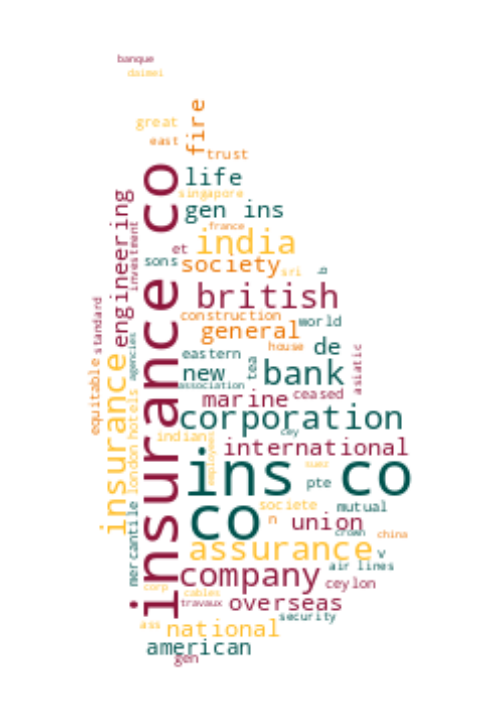 banque
daimei
great
fire
east
trust
insurance co
life
singapore
engineering
gen ins
investment
france
india
et
sons
society
sri
british
standard
construction
general
world
agencies
house
de
eastern
asiatic
insurance
tea
new
bank
equitable
association
ceased
marine
london
hotels
corporation
indian
cey
employees
international
ins co
suez
pte
co
societe
mutual
n
union
mercantile
crown
china
assurance
v
air lines
company
ceylon
corp
cables
travaux
overseas
security
ass
national
american
gen